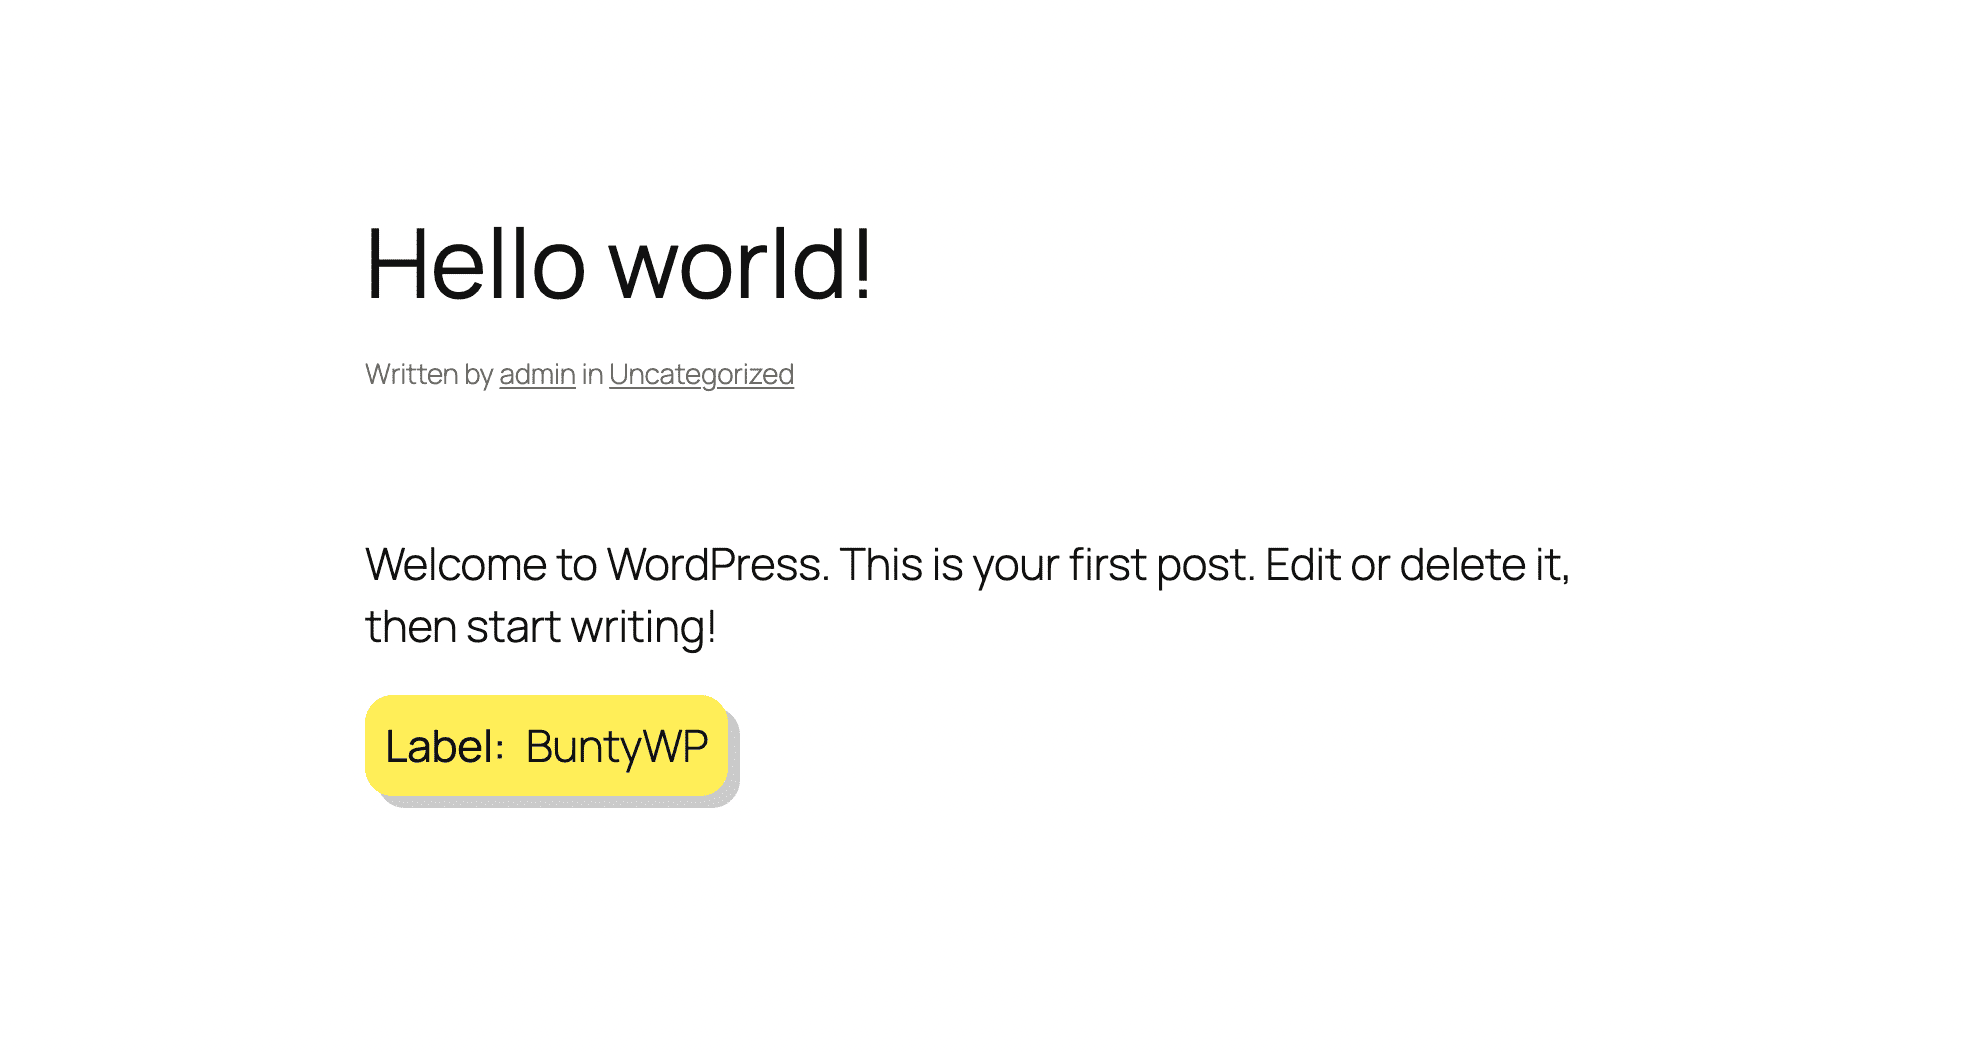 Hello world!
Written by admin in Uncategorized
Welcome to WordPress. This is your first post. Edit or delete it,
then start writing!
Label: BuntyWP